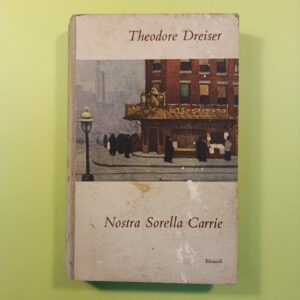 Theodore Dreiser
Nostra Sorella Carrie
Einaudi